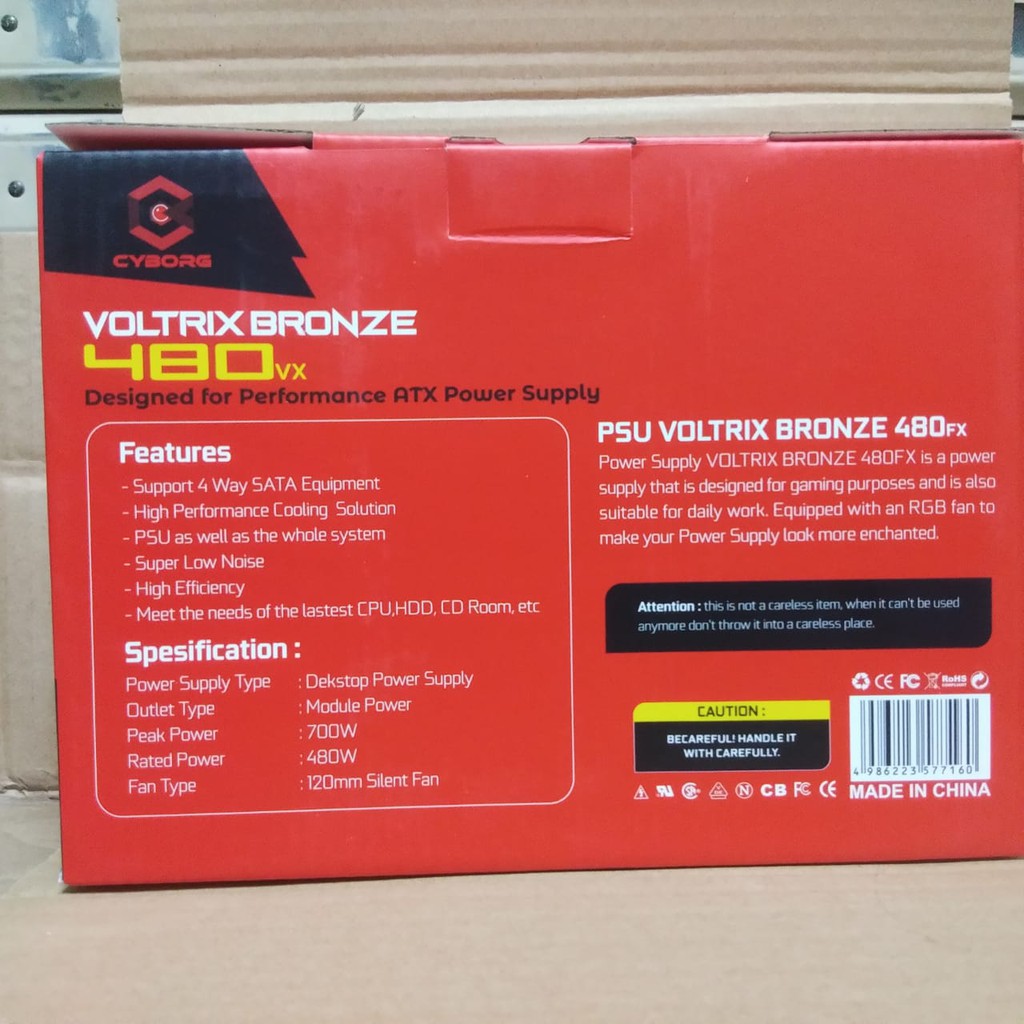 CYBORG
VOLTRIX BRONZE
480VX
Designed for Performance ATX Power Supply
Features
- Support 4 Way SATA Equipment
- High Performance Cooling Solution
- PSU as well as the whole system
- Super Low Noise
- High Efficiency
- Meet the needs of the lastest CPU,HDD, CD Room, etc
Spesification :
Power Supply Type : Dekstop Power Supply
Outlet Type : Module Power
Peak Power : 700W
Rated Power : 480W
Fan Type : 120mm Silent Fan
PSU VOLTRIX BRONZE 480FX
Power Supply VOLTRIX BRONZE 480FX is a power
supply that is designed for gaming purposes and is also
suitable for daily work. Equipped with an RGB fan to
make your Power Supply look more enchanted.
Attention : this is not a careless item, when it can't be used
anymore don't throw it into a careless place.
CE FC RoHS
COMPLIANT
CAUTION :
BECAREFUL! HANDLE IT
WITH CAREFULLY.
4 986223 577160
N CB FC CE
MADE IN CHINA